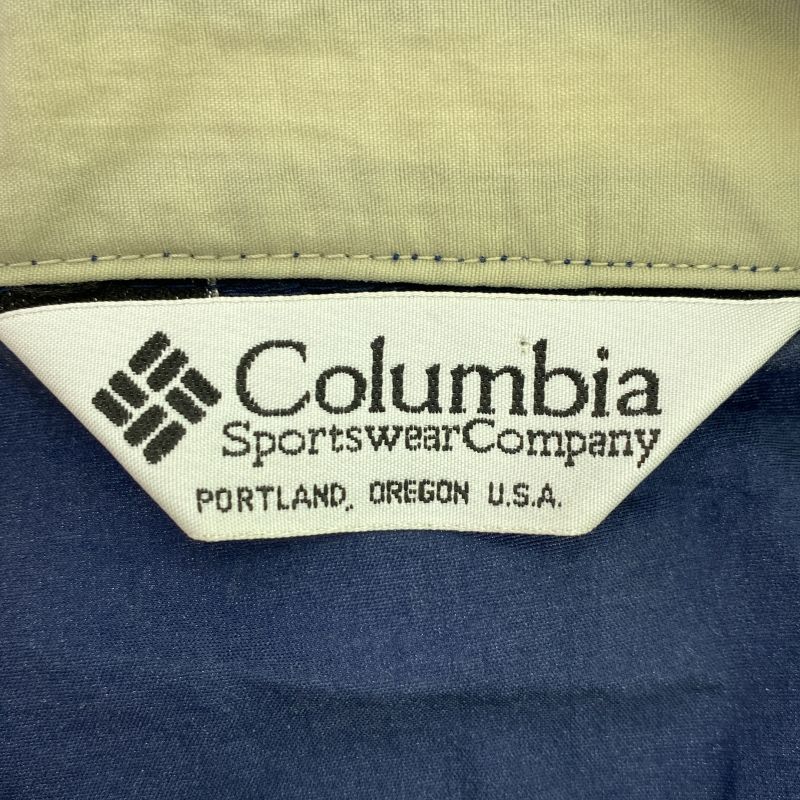 Columbia
SportswearCompany
PORTLAND, OREGON U.S.A.